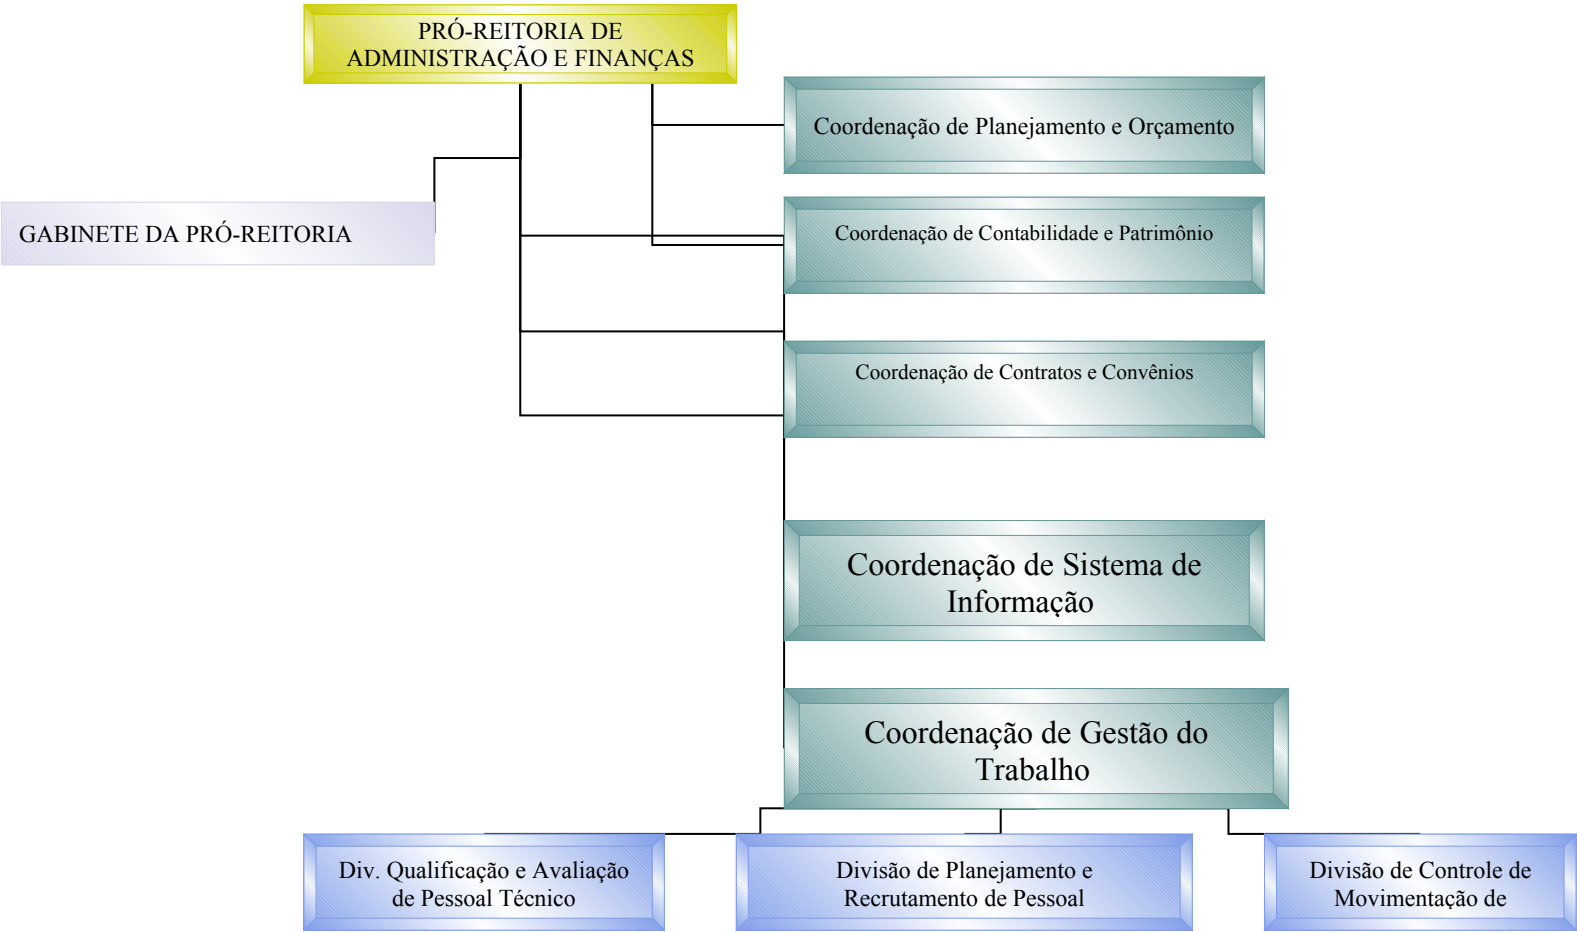 PRÓ-REITORIA DE
ADMINISTRAÇÃO E FINANÇAS
Coordenação de Planejamento e Orçamento
GABINETE DA PRÓ-REITORIA
Coordenação de Contabilidade e Patrimônio
Coordenação de Contratos e Convênios
Coordenação de Sistema de
Informação
Coordenação de Gestão do
Trabalho
Div. Qualificação e Avaliação
de Pessoal Técnico
Divisão de Planejamento e
Recrutamento de Pessoal
Divisão de Controle de
Movimentação de